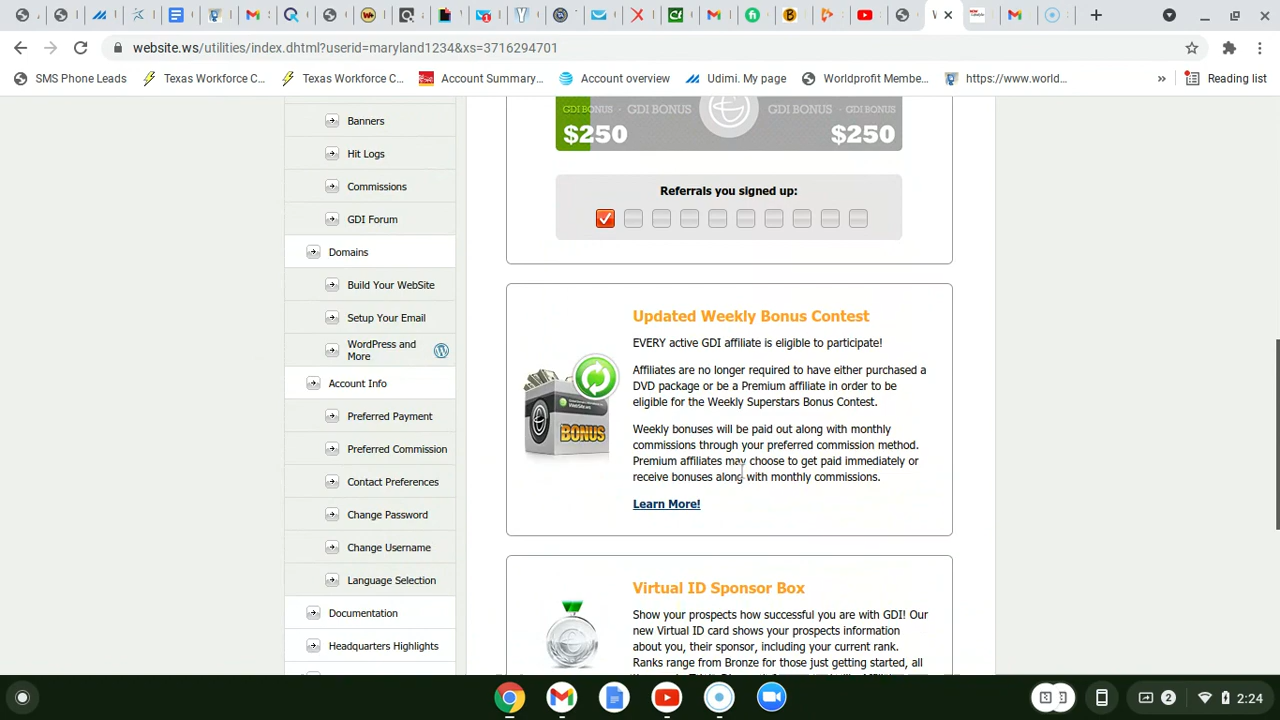 website.ws/utilities/index.dhtml?userid=maryland1234&xs=3716294701
SMS Phone Leads
Texas Workforce C...
Texas Workforce C...
Account Summary...
Account overview
Udimi. My page
Worldprofit Membe...
https://www.world...
»
Reading list
Banners
Hit Logs
Commissions
GDI Forum
Domains
Build Your WebSite
Setup Your Email
WordPress and
More
Account Info
Preferred Payment
Preferred Commission
Contact Preferences
Change Password
Change Username
Language Selection
Documentation
Headquarters Highlights
GDI BONUS · GDI BONUS · GDI BONUS · GDI BONUS
$250 $250
Referrals you signed up:
Updated Weekly Bonus Contest
EVERY active GDI affiliate is eligible to participate!
Affiliates are no longer required to have either purchased a
DVD package or be a Premium affiliate in order to be
eligible for the Weekly Superstars Bonus Contest.
Weekly bonuses will be paid out along with monthly
commissions through your preferred commission method.
Premium affiliates may choose to get paid immediately or
receive bonuses along with monthly commissions.
Learn More!
BONUS
Virtual ID Sponsor Box
Show your prospects how successful you are with GDI! Our
new Virtual ID card shows your prospects information
about you, their sponsor, including your current rank.
Ranks range from Bronze for those just getting started, all
2
2:24